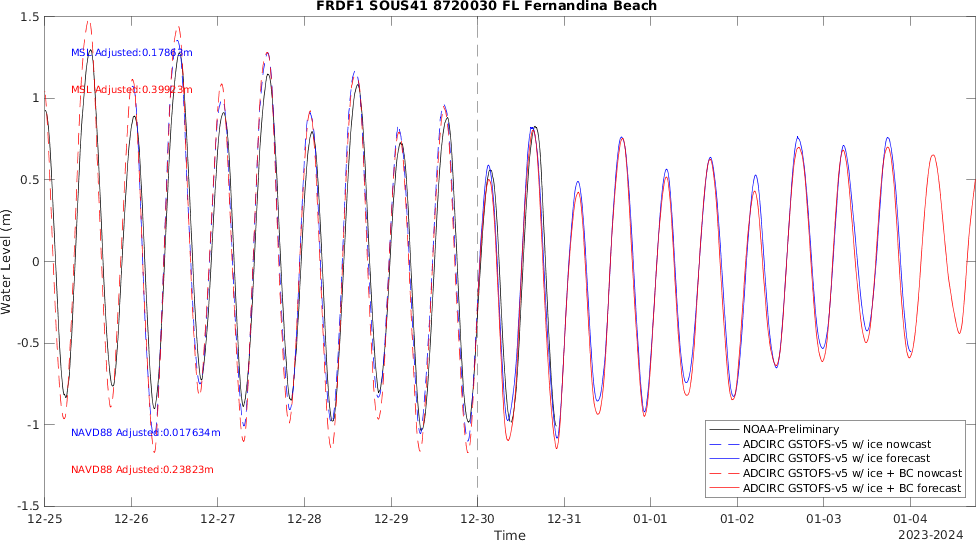 FRDF1 SOUS41 8720030 FL Fernandina Beach
1.5
1
0.5
0
-0.5
-1
-1.5
Water Level (m)
MSL Adjusted:0.17863m
MSL Adjusted:0.39923m
NAVD88 Adjusted:0.017634m
NAVD88 Adjusted:0.23823m
NOAA-Preliminary
ADCIRC GSTOFS-v5 w/ ice nowcast
ADCIRC GSTOFS-v5 w/ ice forecast
ADCIRC GSTOFS-v5 w/ ice + BC nowcast
ADCIRC GSTOFS-v5 w/ ice + BC forecast
12-25 12-26 12-27 12-28 12-29 12-30 12-31 01-01 01-02 01-03 01-04
Time
2023-2024